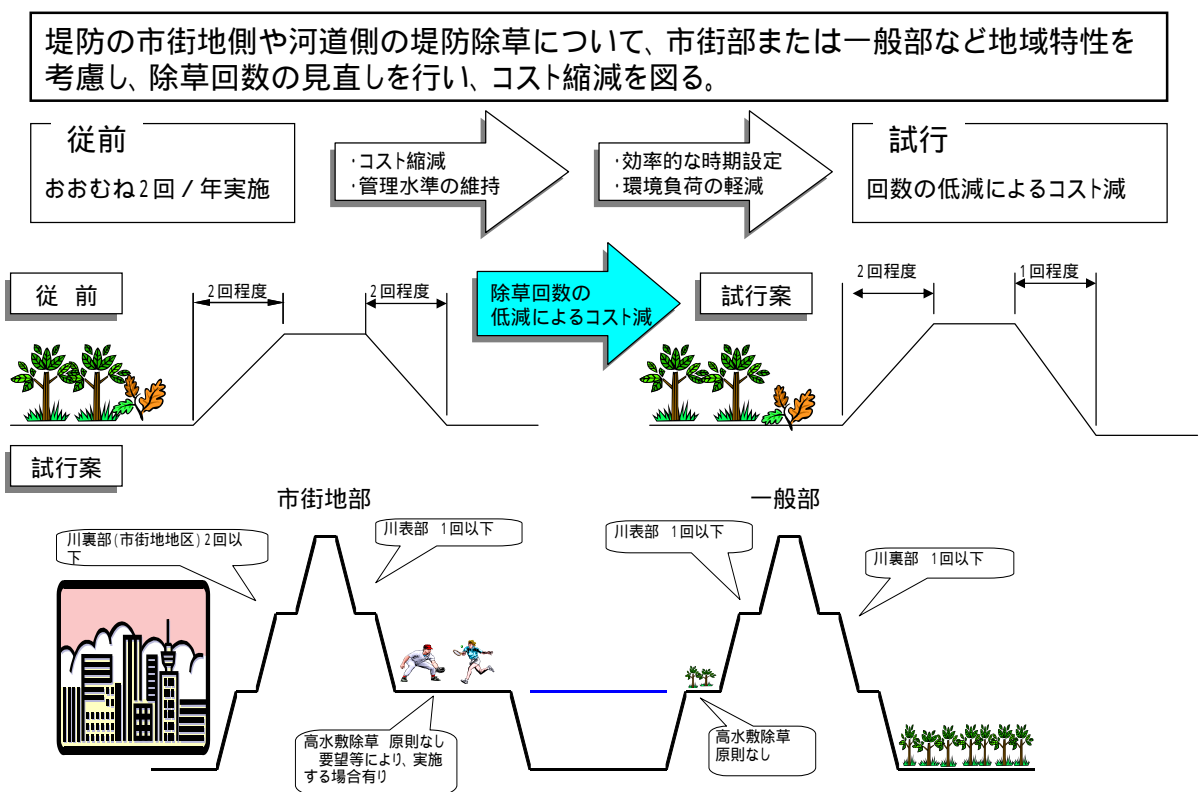 堤防の市街地側や河道側の堤防除草について、市街部または一般部など地域特性を
考慮し、除草回数の見直しを行い、コスト縮減を図る。
従前
おおむね2回/年実施
・コスト縮減
・管理水準の維持
・効率的な時期設定
・環境負荷の軽減
試行
回数の低減によるコスト減
従 前
2回程度
2回程度
除草回数の
低減によるコスト減
試行案
2回程度
1回程度
試行案
市街地部
川裏部(市街地地区)2回以
下
川表部 1回以下
高水敷除草 原則なし
要望等により、実施
する場合有り
一般部
川表部 1回以下
川裏部 1回以下
高水敷除草
原則なし